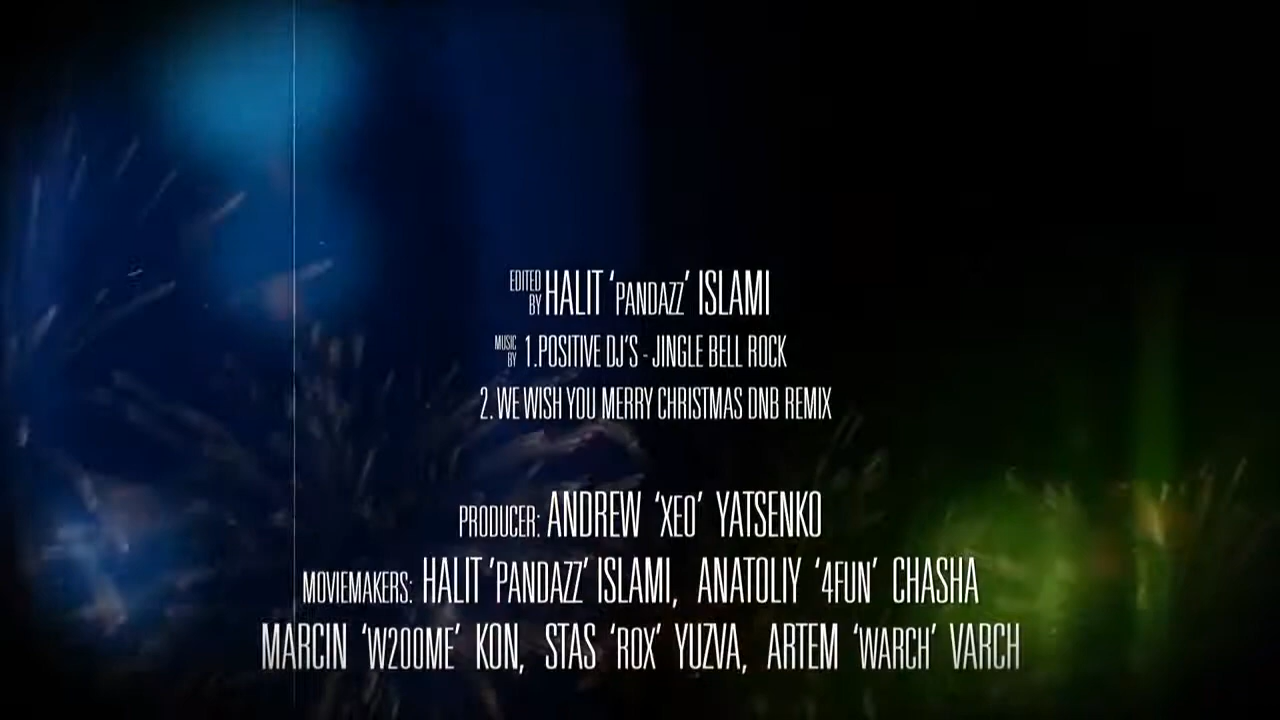 EDITED BY HALIT 'PANDAZZ' ISLAMI
MUSIC BY 1.POSITIVE DJ'S - JINGLE BELL ROCK
2. WE WISH YOU MERRY CHRISTMAS DNB REMIX
PRODUCER: ANDREW 'XEO' YATSENKO
MOVIEMAKERS: HALIT 'PANDAZZ' ISLAMI, ANATOLIY '4FUN' CHASHA
MARCIN 'W200ME' KON, STAS 'ROX' YUZVA, ARTEM 'WARCH' VARCH